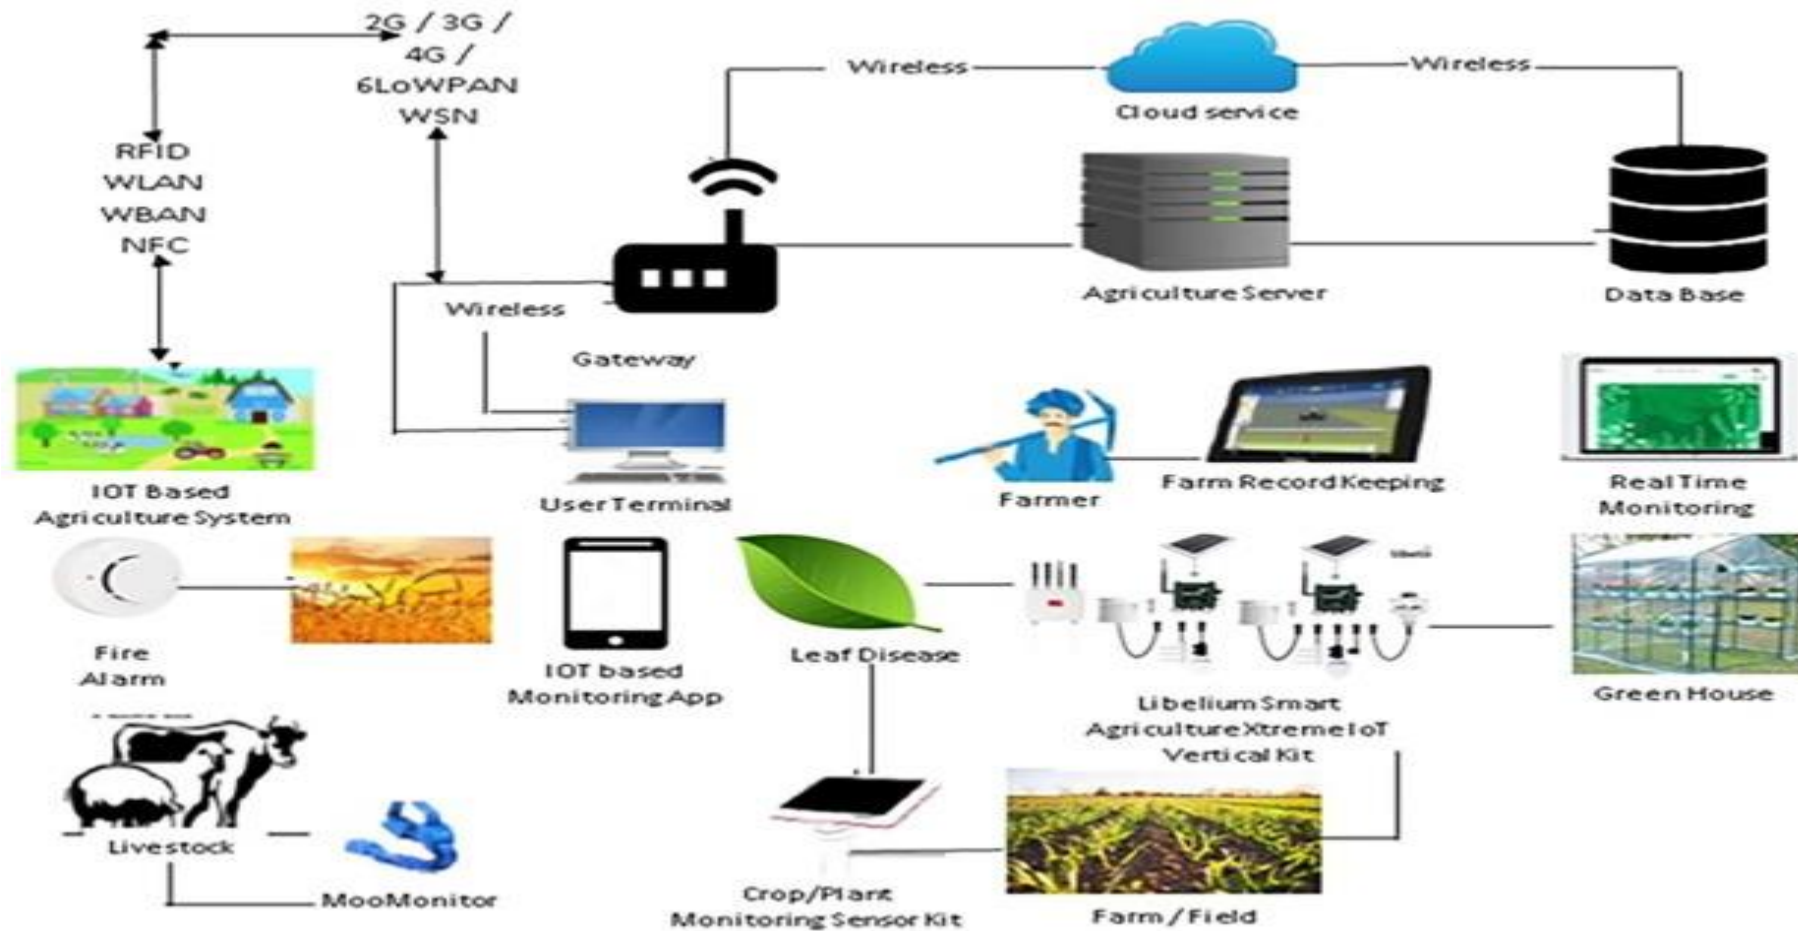 2G / 3G /
4G /
6LoWPAN
WSN
Wireless
Wireless
Cloud service
RFID
WLAN
WBAN
NFC
Agriculture Server
Data Base
Wireless
Gateway
IOT Based
Agriculture System
User Terminal
Farmer
Farm Record Keeping
Real Time
Monitoring
Fire
Alarm
IOT based
Monitoring App
Leaf Disease
Libelium Smart
Agriculture Xtreme IoT
Vertical Kit
Green House
Livestock
MooMonitor
Crop/Plant
Monitoring Sensor Kit
Farm / Field